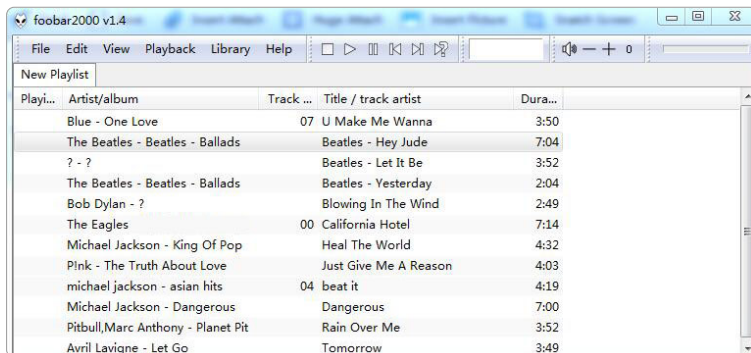 foobar2000 v1.4
File Edit View Playback Library Help 0
New Playlist
Playi... Artist/album Track ... Title / track artist Dura...
Blue - One Love 07 U Make Me Wanna 3:50
The Beatles - Beatles - Ballads Beatles - Hey Jude 7:04
? - ? Beatles - Let It Be 3:52
The Beatles - Beatles - Ballads Beatles - Yesterday 2:04
Bob Dylan - ? Blowing In The Wind 2:49
The Eagles 00 California Hotel 7:14
Michael Jackson - King Of Pop Heal The World 4:32
P!nk - The Truth About Love Just Give Me A Reason 4:03
michael jackson - asian hits 04 beat it 4:19
Michael Jackson - Dangerous Dangerous 7:00
Pitbull,Marc Anthony - Planet Pit Rain Over Me 3:52
Avril Lavigne - Let Go Tomorrow 3:49